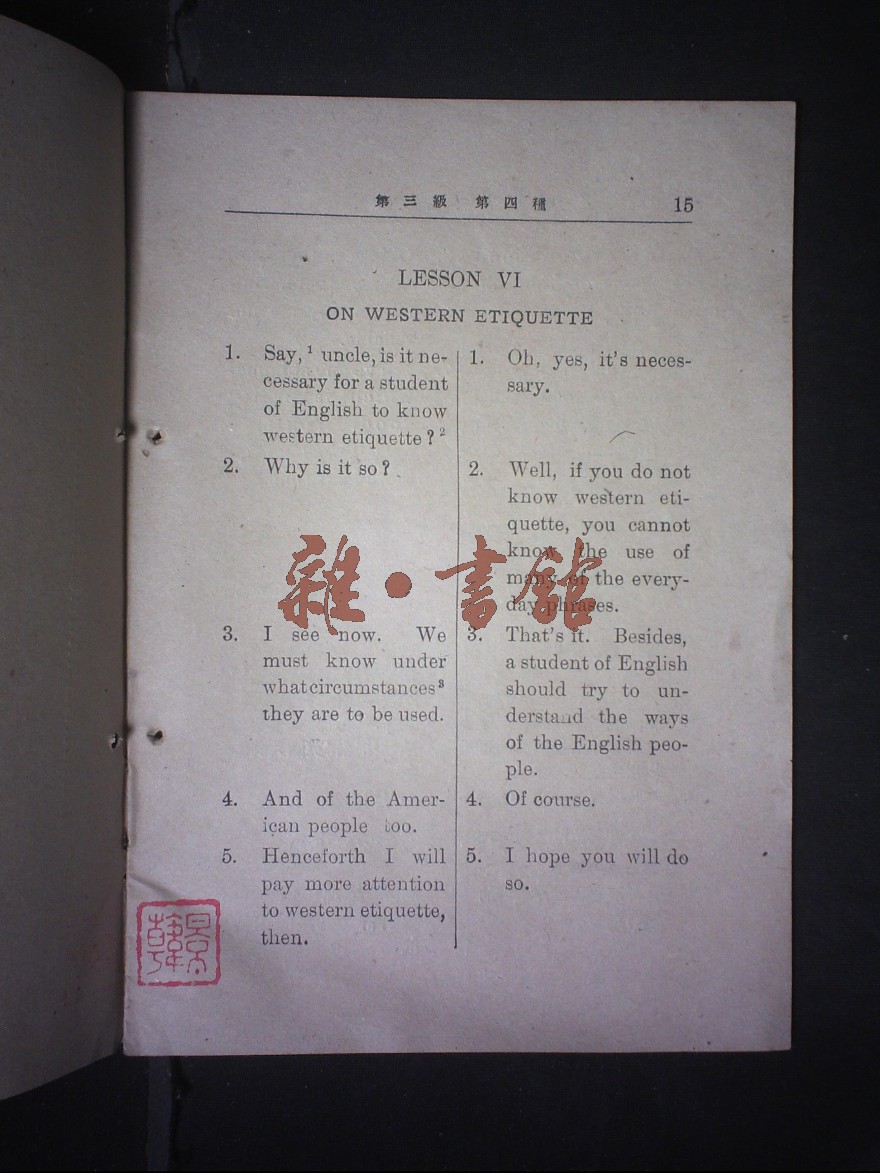 第三級 第四種 15
LESSON VI
ON WESTERN ETIQUETTE
1. Say,¹ uncle, is it ne-
cessary for a student
of English to know
western etiquette?²
2. Why is it so?
3. I see now. We
must know under
what circumstances³
they are to be used.
4. And of the Amer-
ican people too.
5. Henceforth I will
pay more attention
to western etiquette,
then.
1. Oh, yes, it's neces-
sary.
2. Well, if you do not
know western eti-
quette, you cannot
know the use of
many of the every-
day phrases.
3. That's it. Besides,
a student of English
should try to un-
derstand the ways
of the English peo-
ple.
4. Of course.
5. I hope you will do
so.
雜·書館